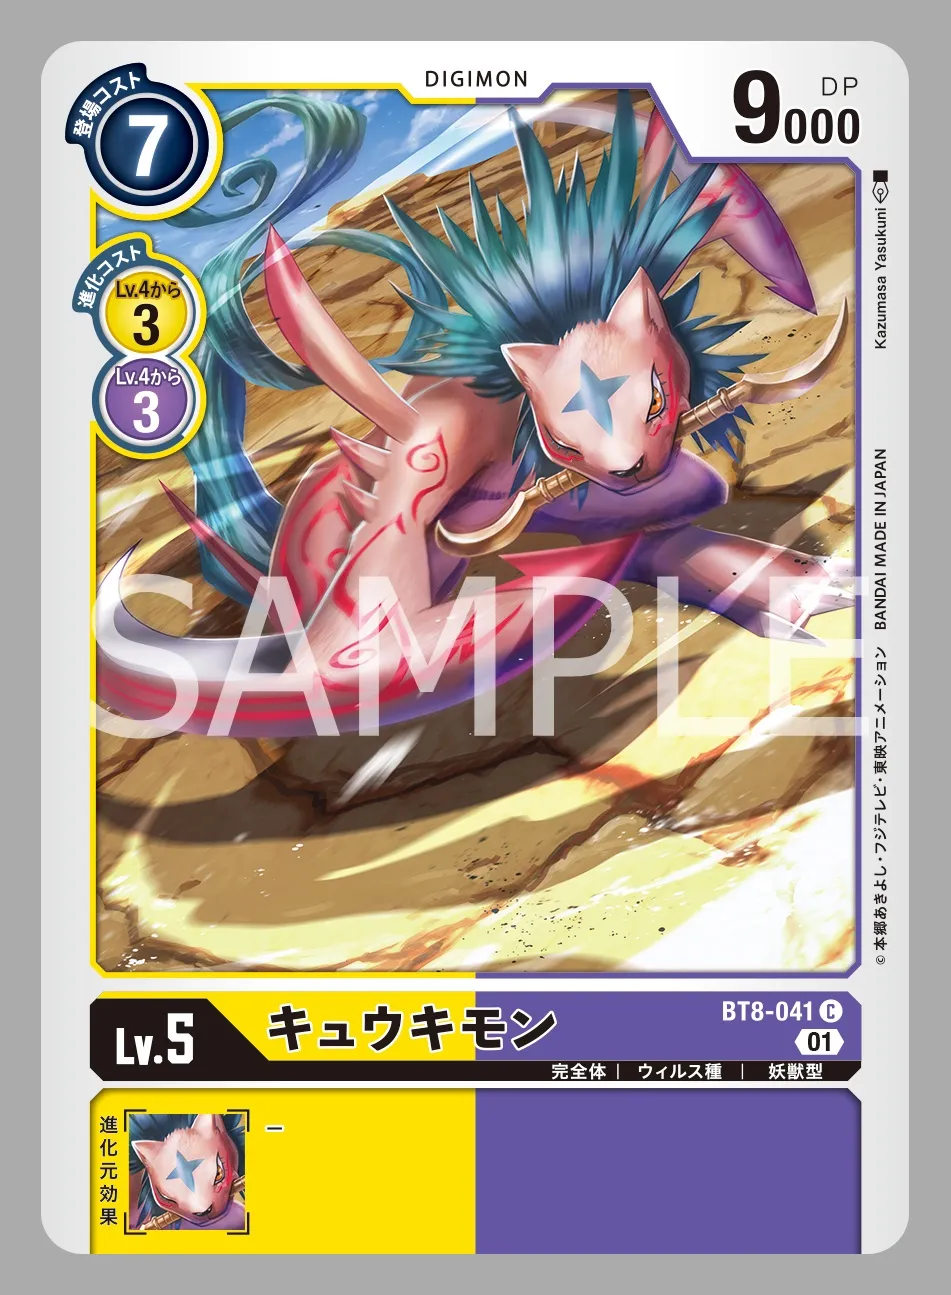 DIGIMON
登場コスト
7
DP
9000
進化コスト
Lv.4から
3
Lv.4から
3
Kazumasa Yasukuni
BANDAI MADE IN JAPAN
©本郷あきよし・フジテレビ・東映アニメーション
SAMPLE
Lv.5
キュウキモン
BT8-041 C
01
完全体 | ウィルス種 | 妖獣型
進化元効果
－